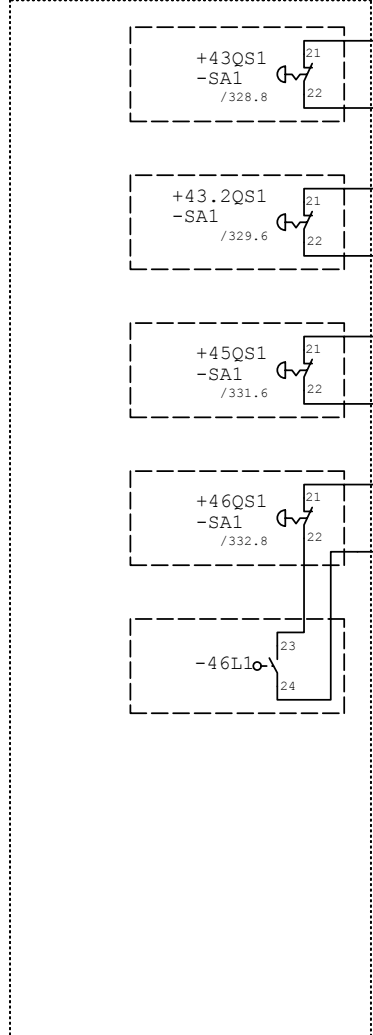 +43QS1
-SA1
/328.8
21
22
+43.2QS1
-SA1
/329.6
21
22
+45QS1
-SA1
/331.6
21
22
+46QS1
-SA1
/332.8
21
22
-46L1
23
24